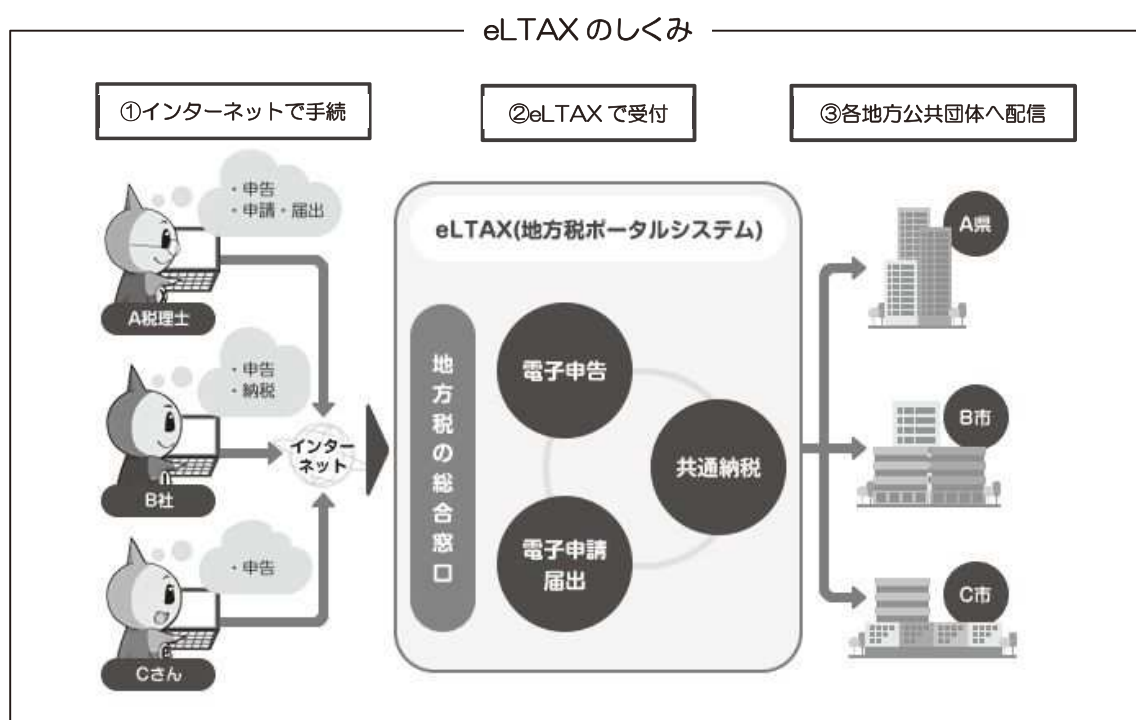 eLTAXのしくみ
①インターネットで手続
②eLTAXで受付
③各地方公共団体へ配信
・申告
・申請・届出
A税理士
・申告
・納税
B社
・申告
Cさん
インター
ネット
eLTAX(地方税ポータルシステム)
地方税の総合窓口
電子申告
共通納税
電子申請
届出
A県
B市
C市